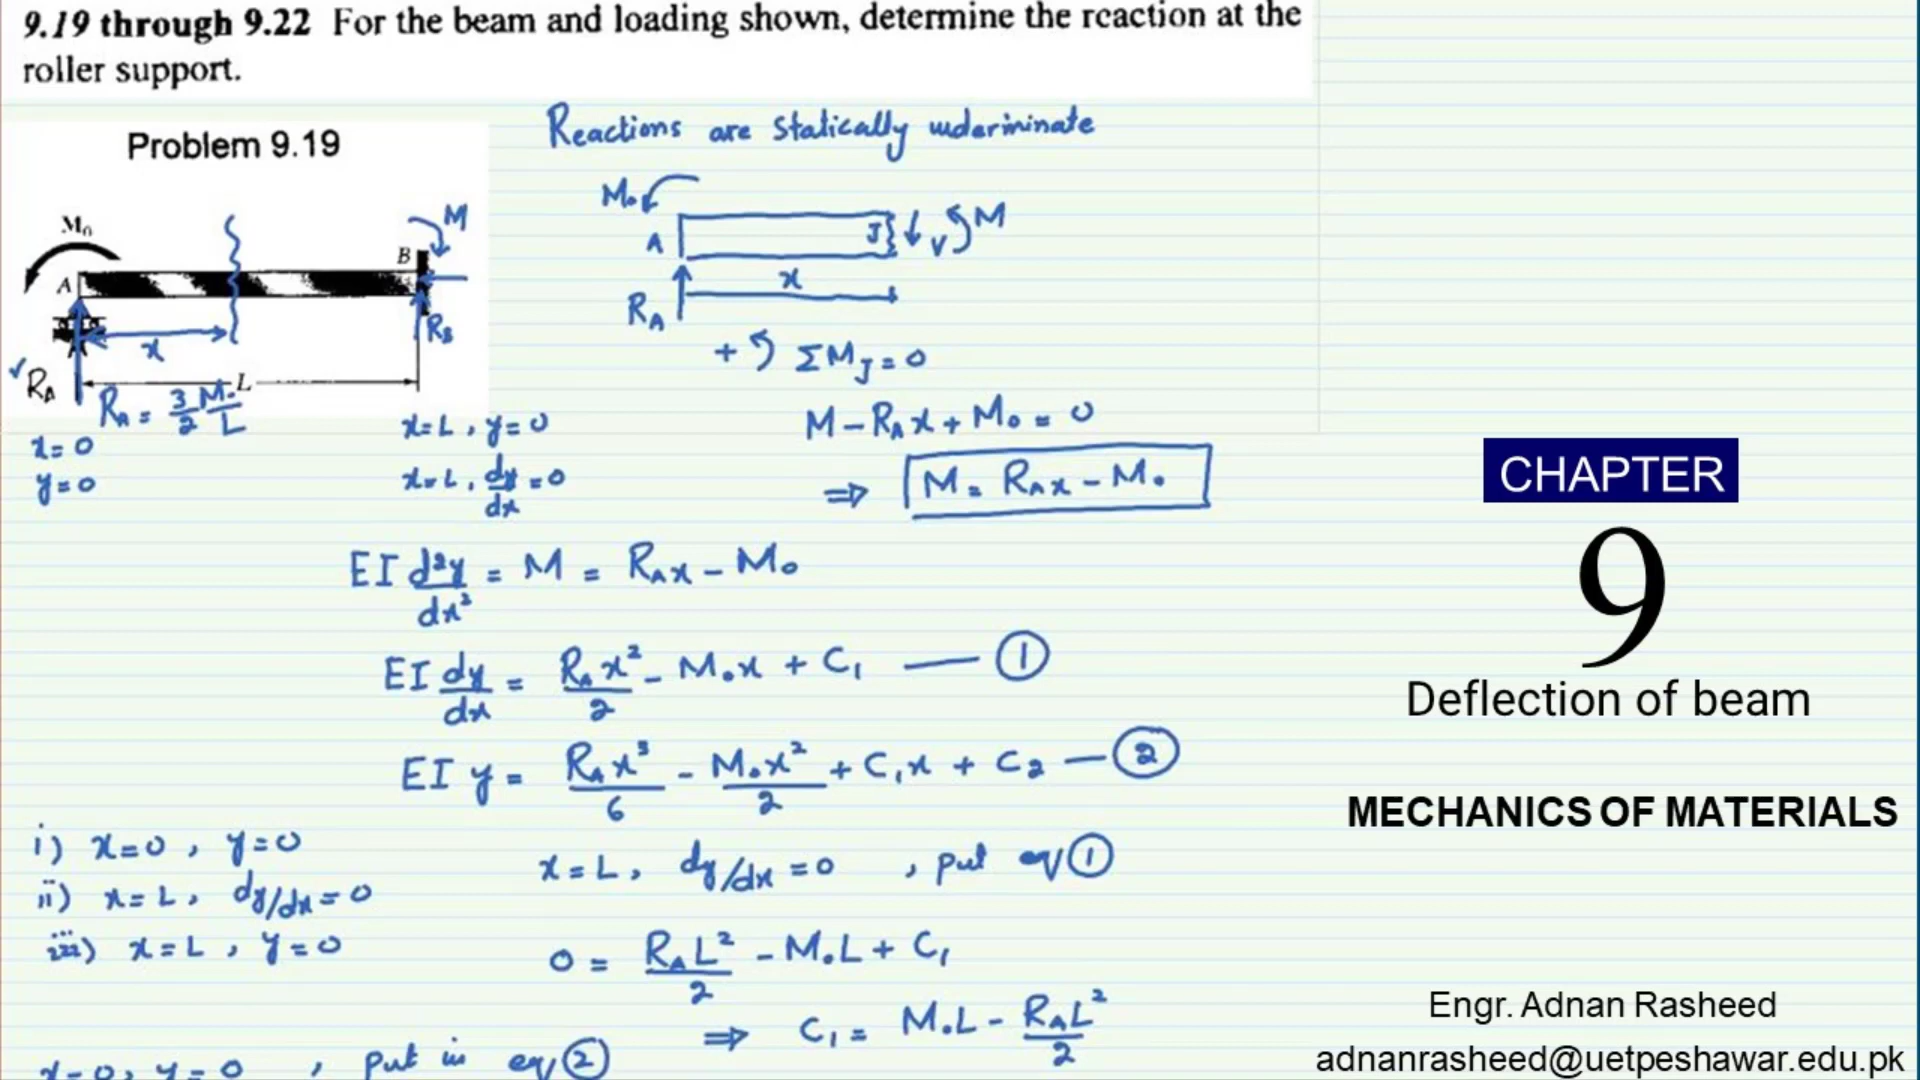 9.19 through 9.22 For the beam and loading shown, determine the reaction at the
roller support.
Problem 9.19
M₀
A
B
M
x
L
R_A
R_B
R_A = 3/2 M₀/L
x=0
y=0
x=L, y=0
x=L, dy/dx=0
Reactions are Statically
M₀
A
J
V
M
x
R_A
+ ↺ ΣM_J = 0
M - R_A x + M₀ = 0
⇒ M = R_A x - M₀
EI d²y/dx² = M = R_A x - M₀
EI dy/dx = R_A x²/2 - M₀x + C₁ — ①
EI y = R_A x³/6 - M₀x²/2 + C₁x + C₂ — ②
i) x=0, y=0
ii) x=L, dy/dx=0
iii) x=L, y=0
x=L, dy/dx=0, put eq ①
0 = R_A L²/2 - M₀L + C₁
⇒ C₁ = M₀L - R_A L²/2
x=0, y=0, put in eq ②
CHAPTER
9
Deflection of beam
MECHANICS OF MATERIALS
Engr. Adnan Rasheed
adnanrasheed@uetpeshawar.edu.pk